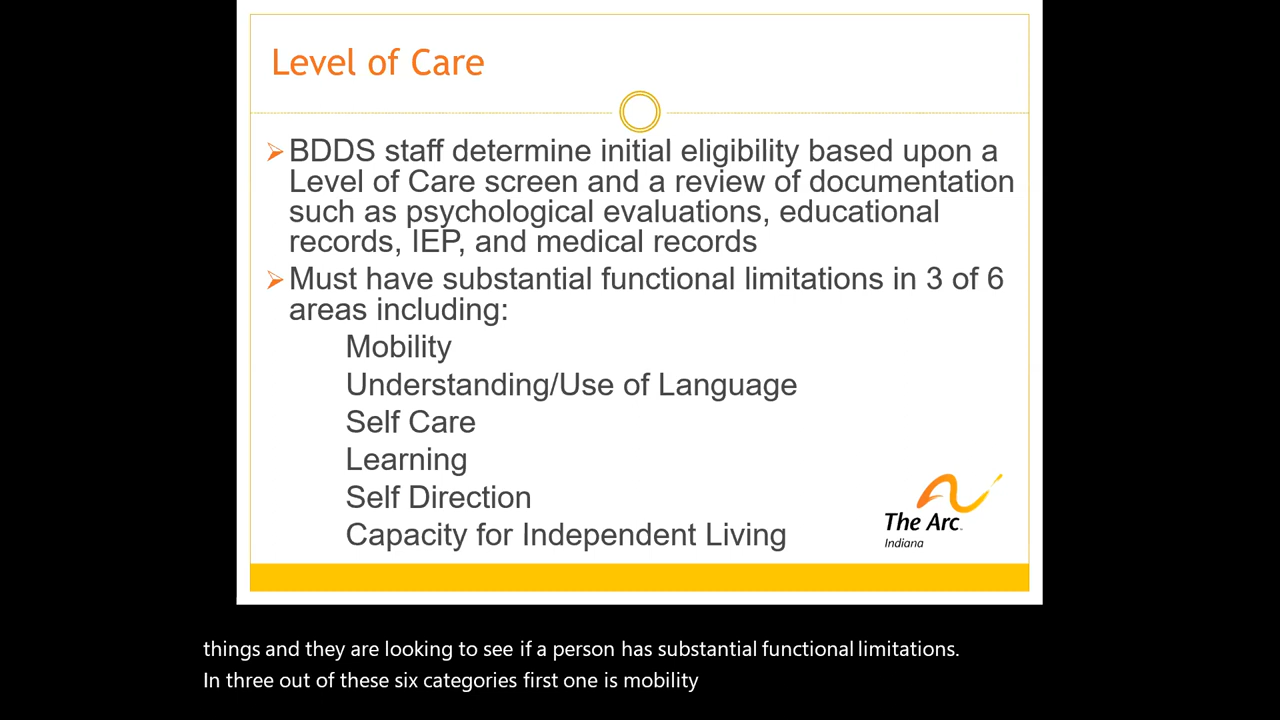 Level of Care
➢BDDS staff determine initial eligibility based upon a
Level of Care screen and a review of documentation
such as psychological evaluations, educational
records, IEP, and medical records
➢Must have substantial functional limitations in 3 of 6
areas including:
Mobility
Understanding/Use of Language
Self Care
Learning
Self Direction
Capacity for Independent Living
The Arc
Indiana
things and they are looking to see if a person has substantial functional limitations.
In three out of these six categories first one is mobility